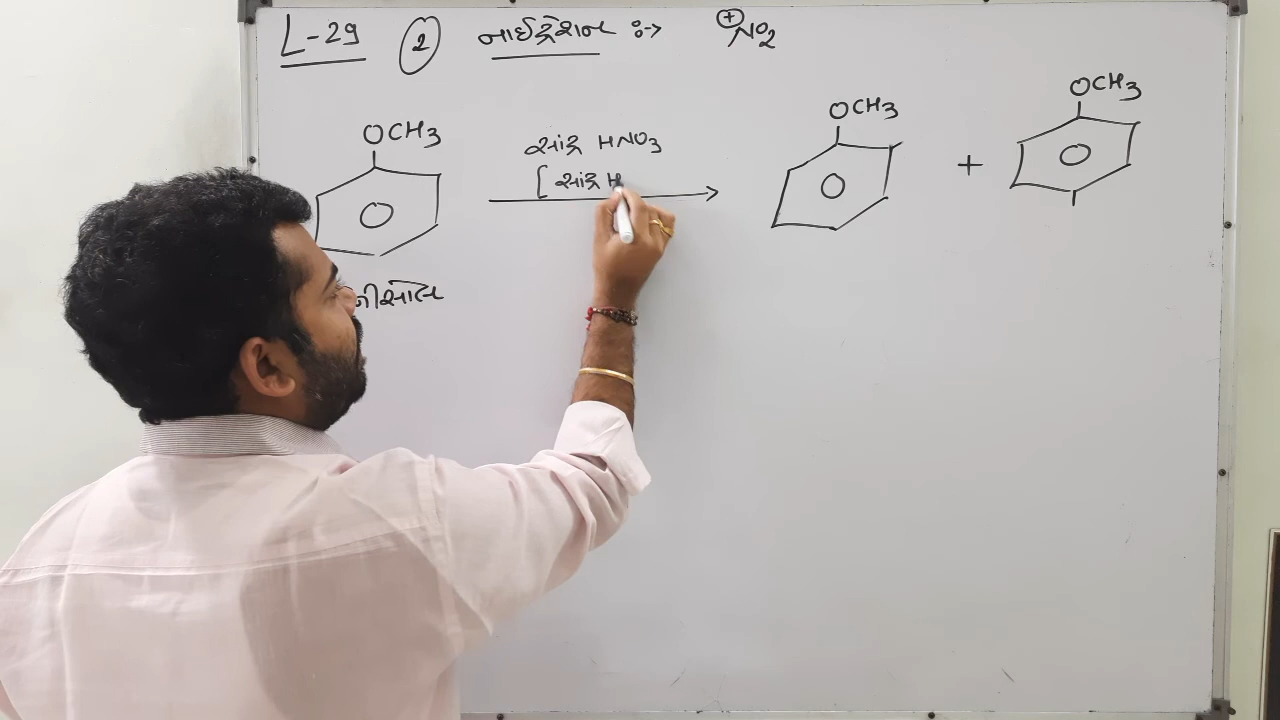 L-29 ② નાઈટ્રેશન :-> ⊕NO2
OCH3
સાંદ્ર HNO3
[ સાંદ્ર H
OCH3
+
OCH3
નીસોલ